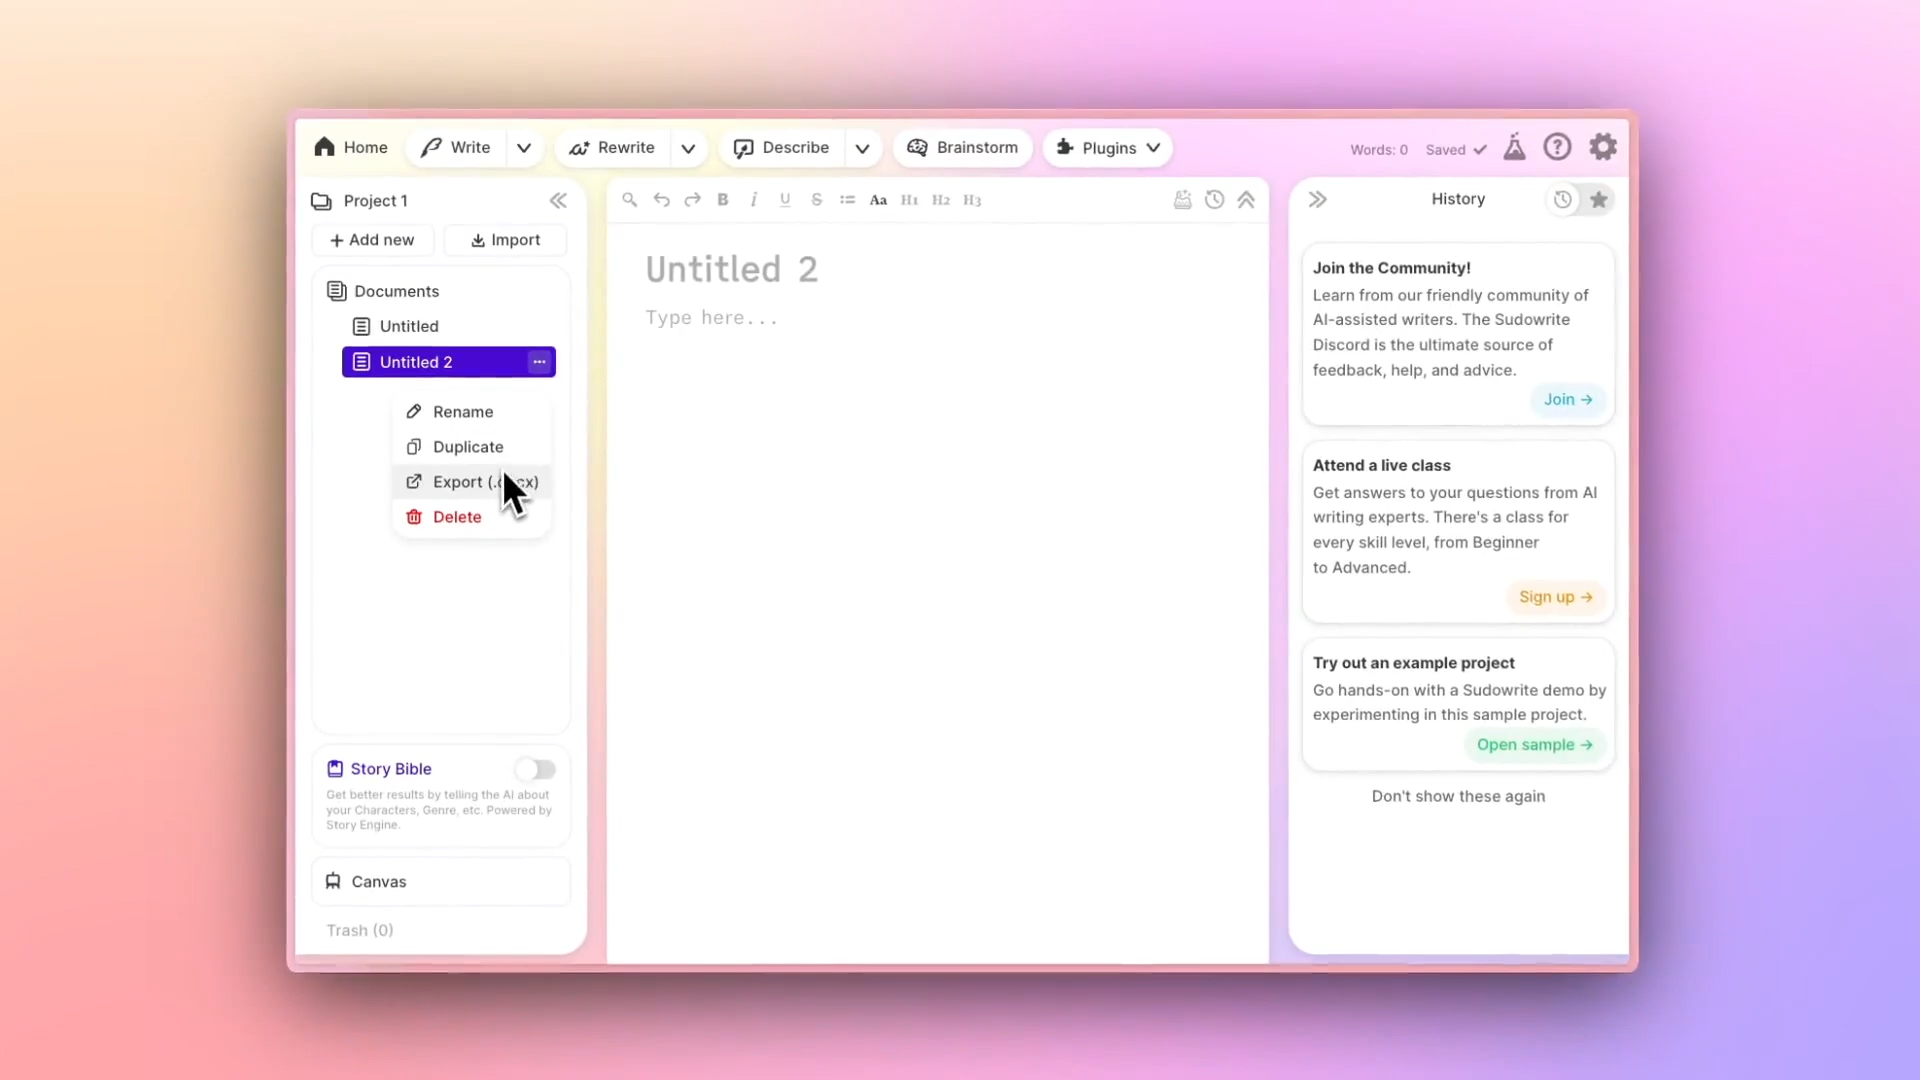 Home
Write
Rewrite
Describe
Brainstorm
Plugins
Words: 0
Saved
Project 1
Add new
Import
Documents
Untitled
Untitled 2
Rename
Duplicate
Export
Delete
Story Bible
Get better results by telling the AI about
your Characters, Genre, etc. Powered by
Story Engine.
Canvas
Trash (0)
B i U S Aa H1 H2 H3
Untitled 2
Type here...
History
Join the Community!
Learn from our friendly community of
AI-assisted writers. The Sudowrite
Discord is the ultimate source of
feedback, help, and advice.
Join →
Attend a live class
Get answers to your questions from AI
writing experts. There's a class for
every skill level, from Beginner
to Advanced.
Sign up →
Try out an example project
Go hands-on with a Sudowrite demo by
experimenting in this sample project.
Open sample →
Don't show these again